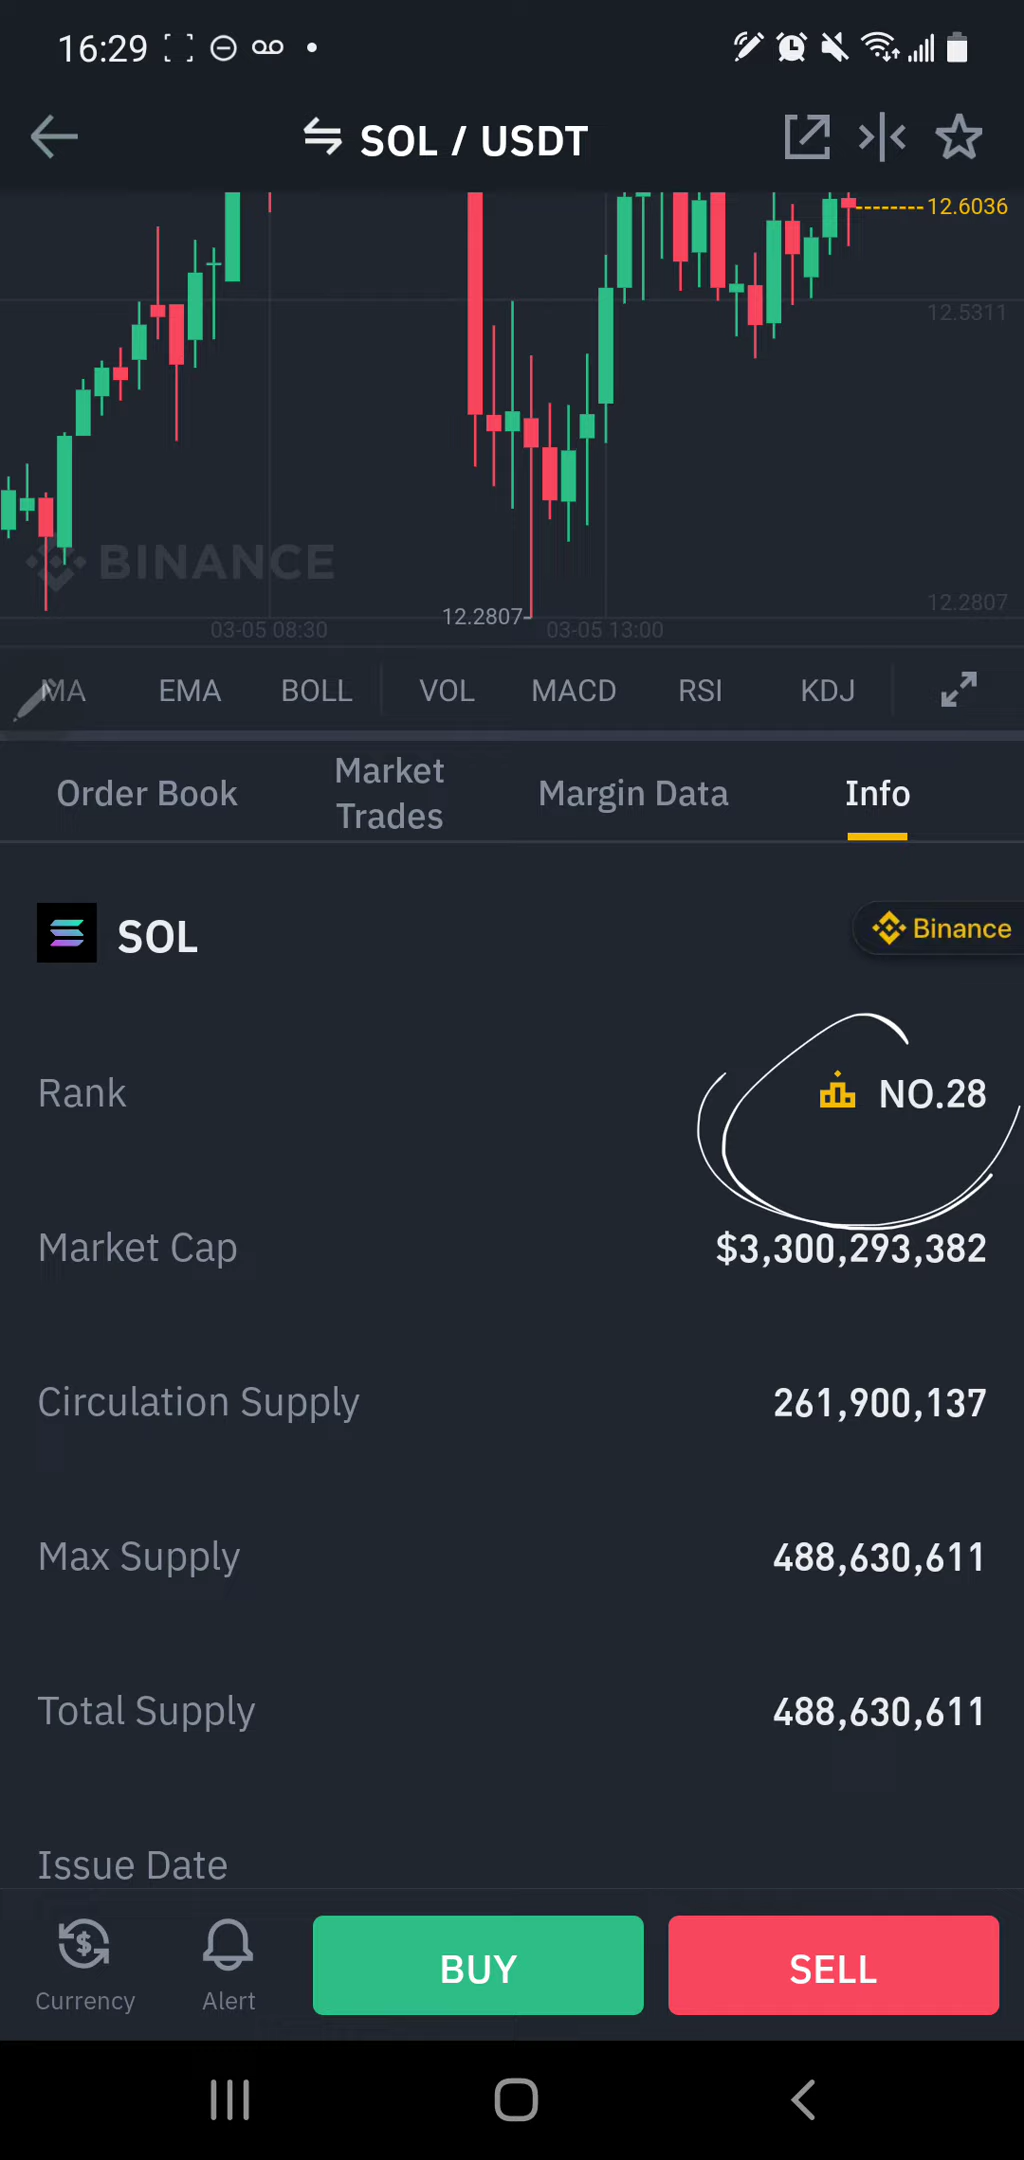 16:29
SOL / USDT
12.6036
12.5311
BINANCE
12.2807
12.2807
03-05 08:30
03-05 13:00
MA EMA BOLL VOL MACD RSI KDJ
Order Book
Market
Trades
Margin Data
Info
SOL
Binance
Rank
NO.28
Market Cap
$3,300,293,382
Circulation Supply
261,900,137
Max Supply
488,630,611
Total Supply
488,630,611
Issue Date
Currency
Alert
BUY
SELL